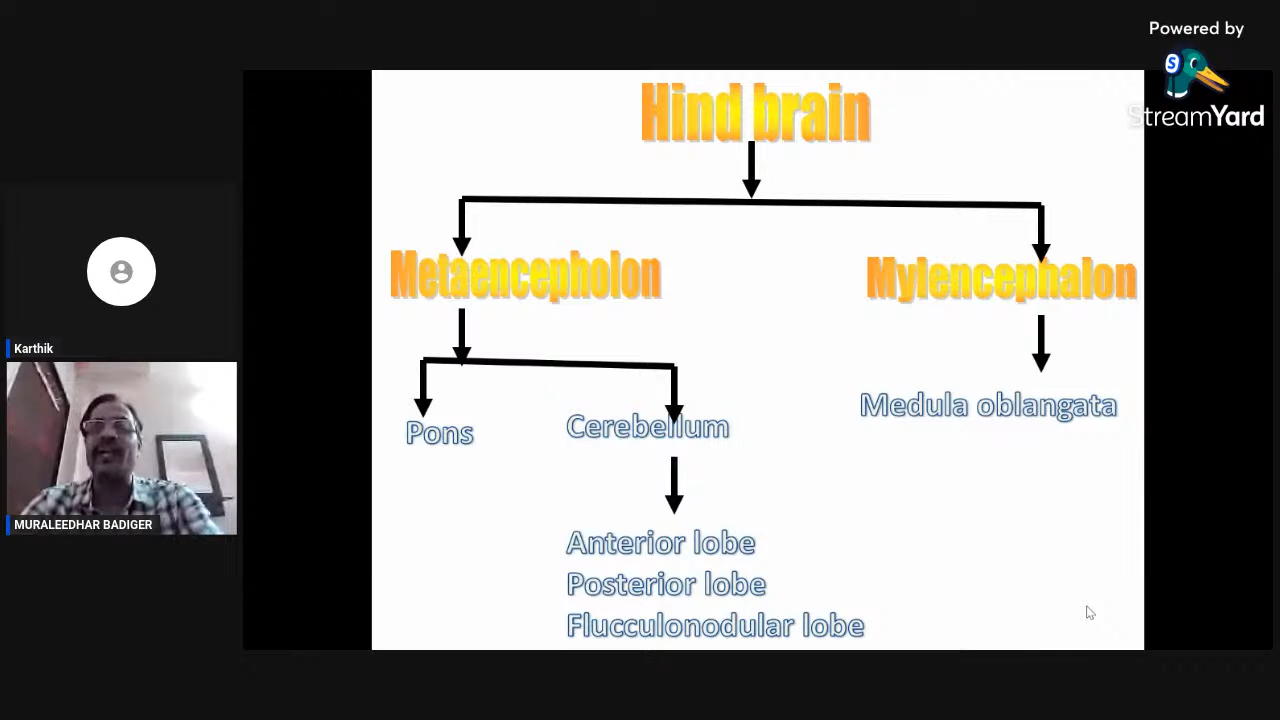 Powered by
StreamYard
Hind brain
Metaencepholon
Mylencephalon
Pons
Cerebellum
Medula oblangata
Anterior lobe
Posterior lobe
Flucculonodular lobe
Karthik
MURALEEDHAR BADIGER